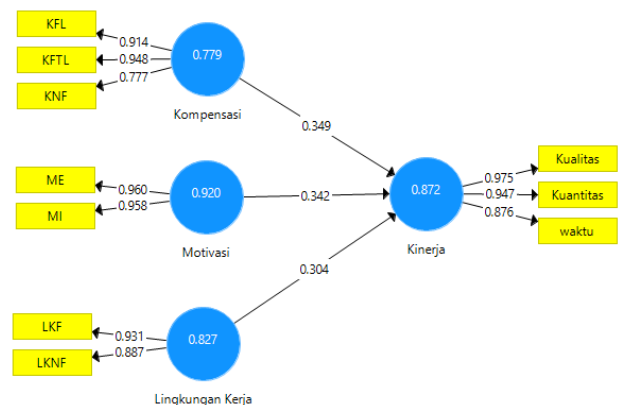 KFL
KFTL
KNF
0.914
0.948
0.777
0.779
Kompensasi
0.349
ME
MI
0.960
0.958
0.920
Motivasi
0.342
LKF
LKNF
0.931
0.887
0.827
Lingkungan Kerja
0.304
0.872
Kinerja
0.975
0.947
0.876
Kualitas
Kuantitas
waktu